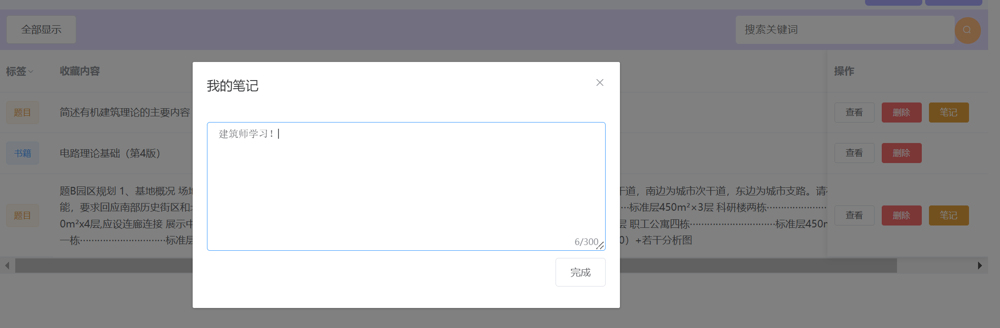 全部显示
搜索关键词
标签
收藏内容
操作
我的笔记
题目
简述有机建筑理论的主要内容
查看
删除
笔记
建筑师学习！
书籍
电路理论基础（第4版）
查看
删除
题目
题B园区规划 1、基地概况 场
干道，南边为城市次干道，东边为城市支路。请
能，要求回应南部历史街区和
…标准层450m²×3层 科研楼两栋…………………
0m²x4层,应设连廊连接 展示中
层 职工公寓四栋…………………………标准层450
一栋…………………………标准层
0）+若干分析图
查看
删除
笔记
6/300
完成